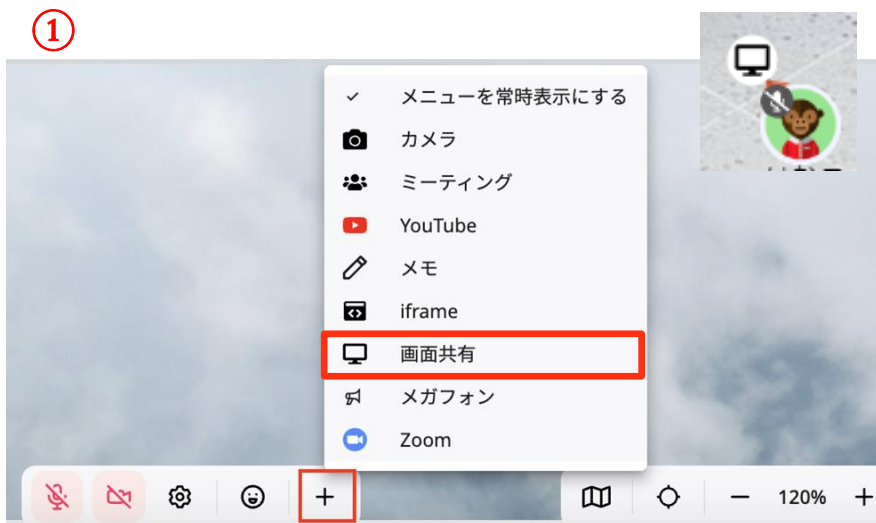 ①
メニューを常時表示にする
カメラ
ミーティング
YouTube
メモ
iframe
画面共有
メガフォン
Zoom
120%